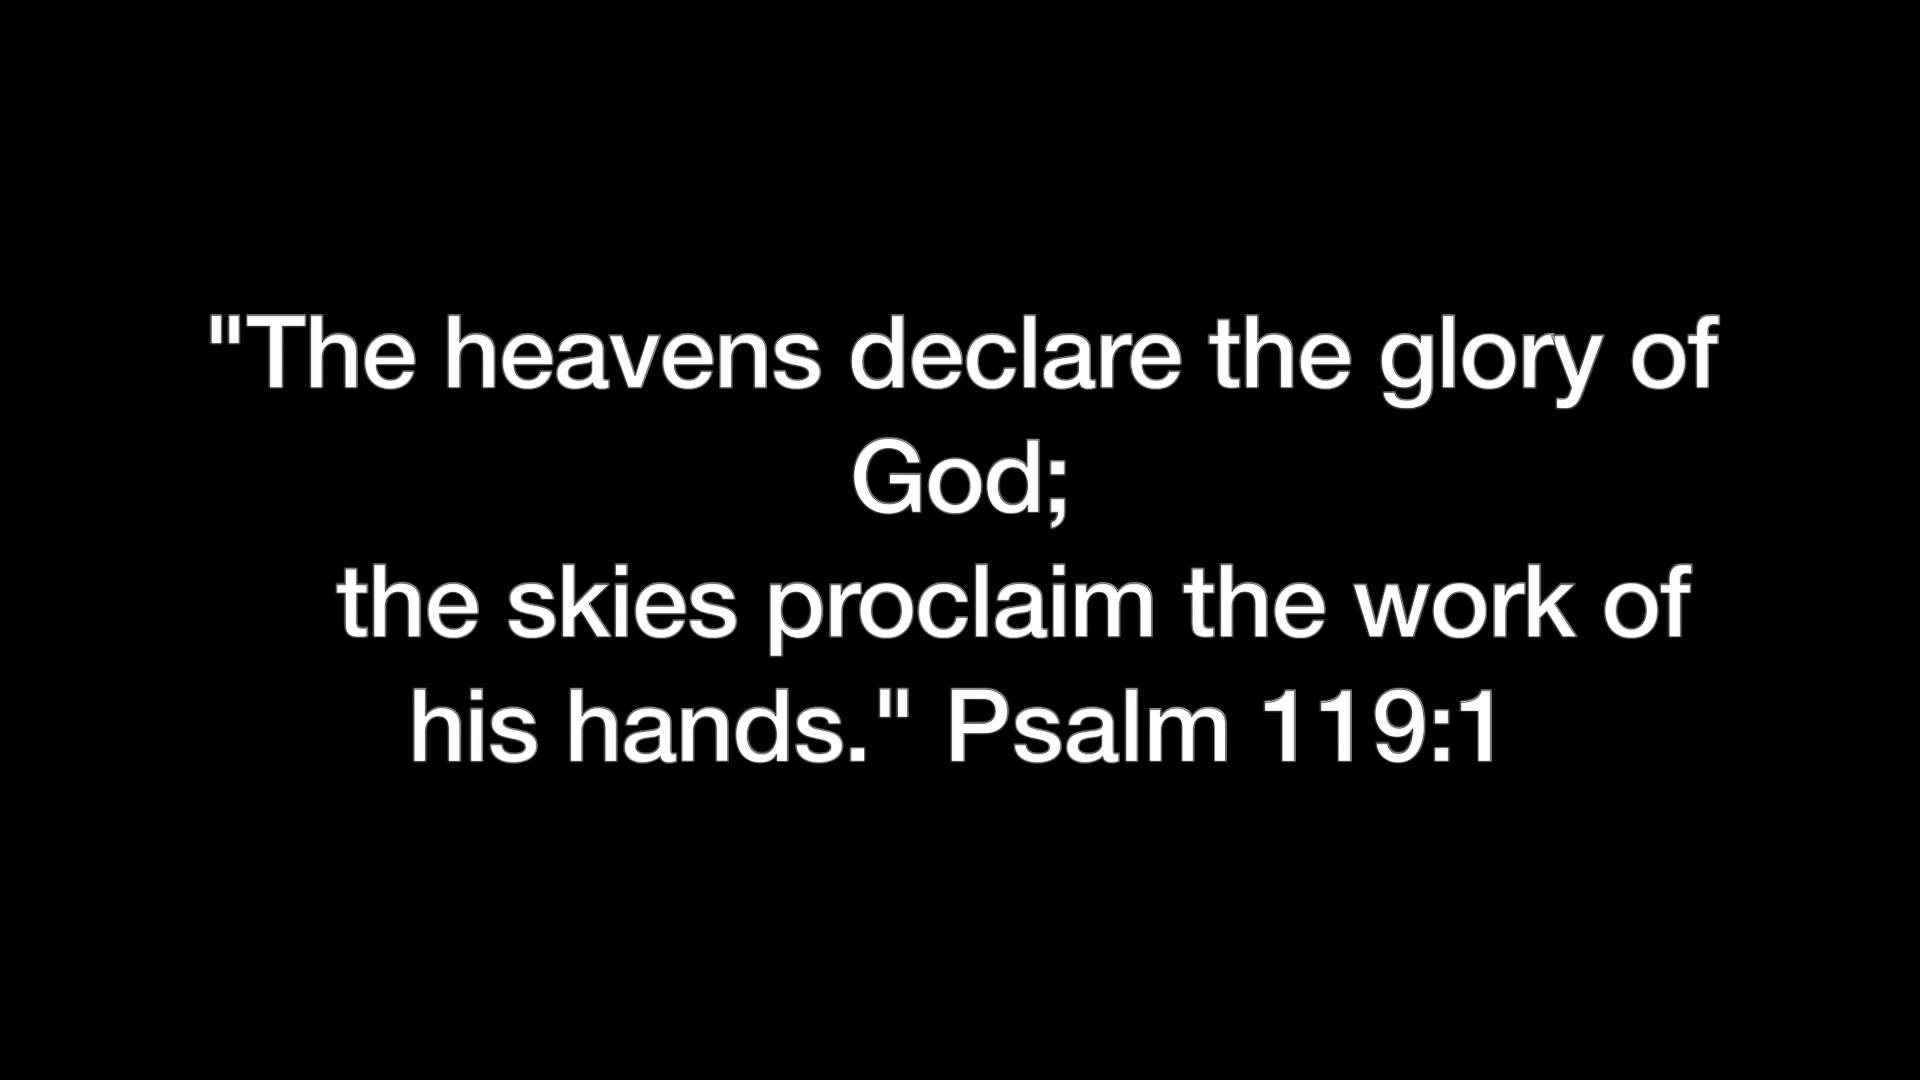 "The heavens declare the glory of
God;
the skies proclaim the work of
his hands." Psalm 119:1